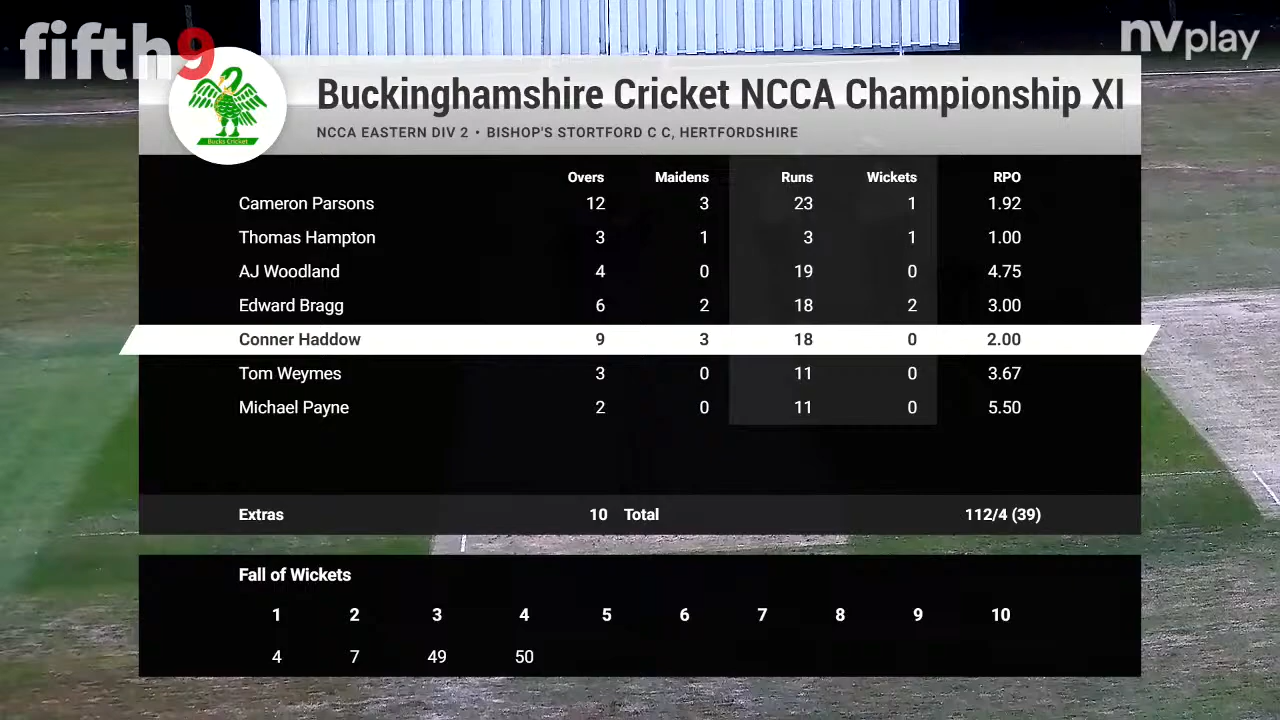 fifth9
nvplay
Buckinghamshire Cricket NCCA Championship XI
NCCA EASTERN DIV 2 • BISHOP'S STORTFORD C C, HERTFORDSHIRE
Bucks Cricket
Overs Maidens Runs Wickets RPO
Cameron Parsons 12 3 23 1 1.92
Thomas Hampton 3 1 3 1 1.00
AJ Woodland 4 0 19 0 4.75
Edward Bragg 6 2 18 2 3.00
Conner Haddow 9 3 18 0 2.00
Tom Weymes 3 0 11 0 3.67
Michael Payne 2 0 11 0 5.50
Extras 10 Total 112/4 (39)
Fall of Wickets
1 2 3 4 5 6 7 8 9 10
4 7 49 50